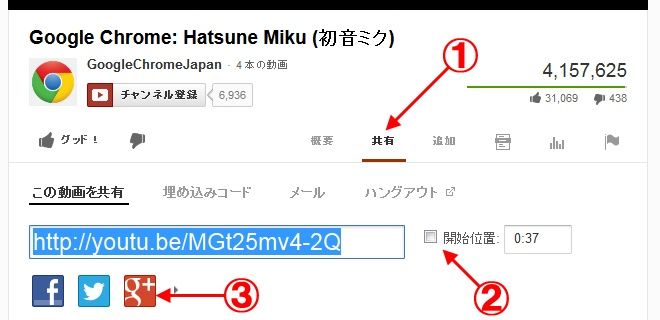 Google Chrome: Hatsune Miku (初音ミク)
GoogleChromeJapan - 4 本の動画
チャンネル登録 6,936
4,157,625
31,069 438
①
グッド！
概要 共有 追加
この動画を共有 埋め込みコード メール ハングアウト
http://youtu.be/MGt25mv4-2Q
開始位置: 0:37
②
f g+
③